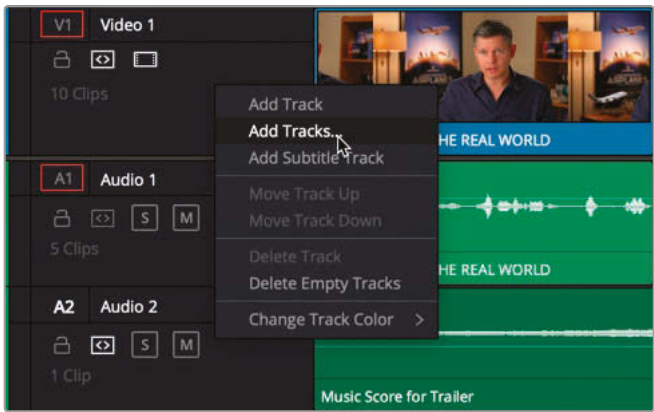 V1 Video 1
10 Clips
Add Track
Add Tracks...
Add Subtitle Track
Move Track Up
Move Track Down
Delete Track
Delete Empty Tracks
Change Track Color >
HE REAL WORLD
A1 Audio 1
S M
5 Clips
HE REAL WORLD
A2 Audio 2
S M
1 Clip
Music Score for Trailer